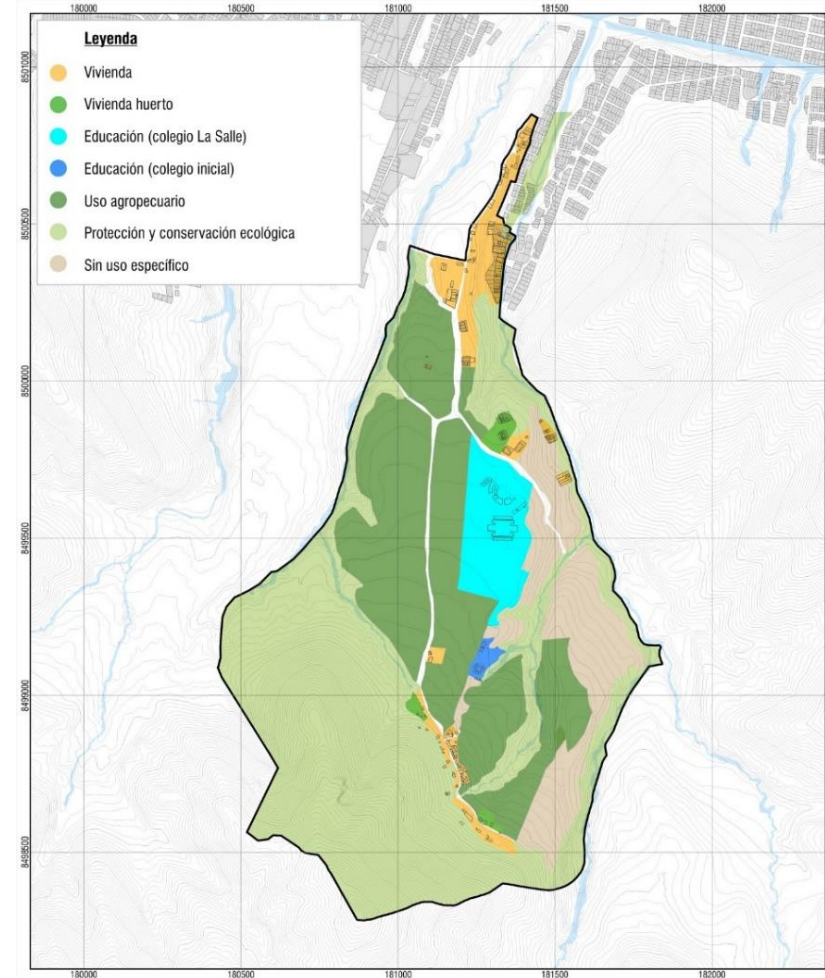 180000 180500 181000 181500 182000
Leyenda
Vivienda
Vivienda huerto
Educación (colegio La Salle)
Educación (colegio inicial)
Uso agropecuario
Protección y conservación ecológica
Sin uso específico
8501000
8500500
8500000
8499500
8499000
8498500
180000 180500 181000 181500 182000